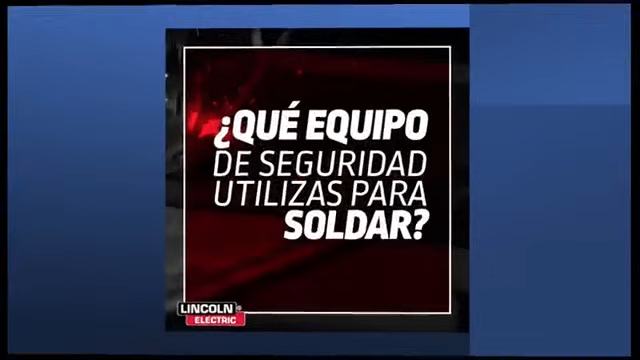 ¿QUÉ EQUIPO
DE SEGURIDAD
UTILIZAS PARA
SOLDAR?
LINCOLN®
ELECTRIC